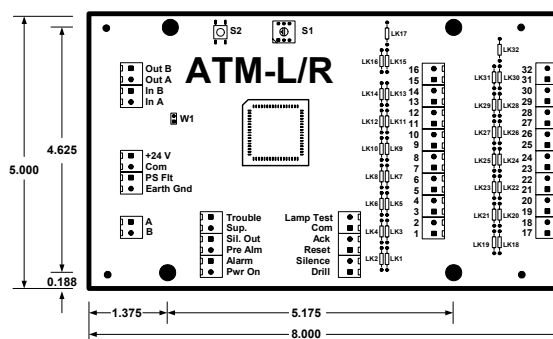 S2
S1
LK17
LK32
LK16
LK15
ATM-L/R
Out B
Out A
In B
In A
W1
+24 V
Com
PS Flt
Earth Gnd
A
B
Trouble
Sup.
Sil. Out
Pre Alm
Alarm
Pwr On
Lamp Test
Com
Ack
Reset
Silence
Drill
LK14
LK13
LK12
LK11
LK10
LK9
LK8
LK7
LK6
LK5
LK4
LK3
LK2
LK1
16
15
14
13
12
11
10
9
8
7
6
5
4
3
2
1
LK31
LK30
LK29
LK28
LK27
LK26
LK25
LK24
LK23
LK22
LK21
LK20
LK19
LK18
32
31
30
29
28
27
26
25
24
23
22
21
20
19
18
17
4.625
5.000
0.188
1.375
5.175
8.000